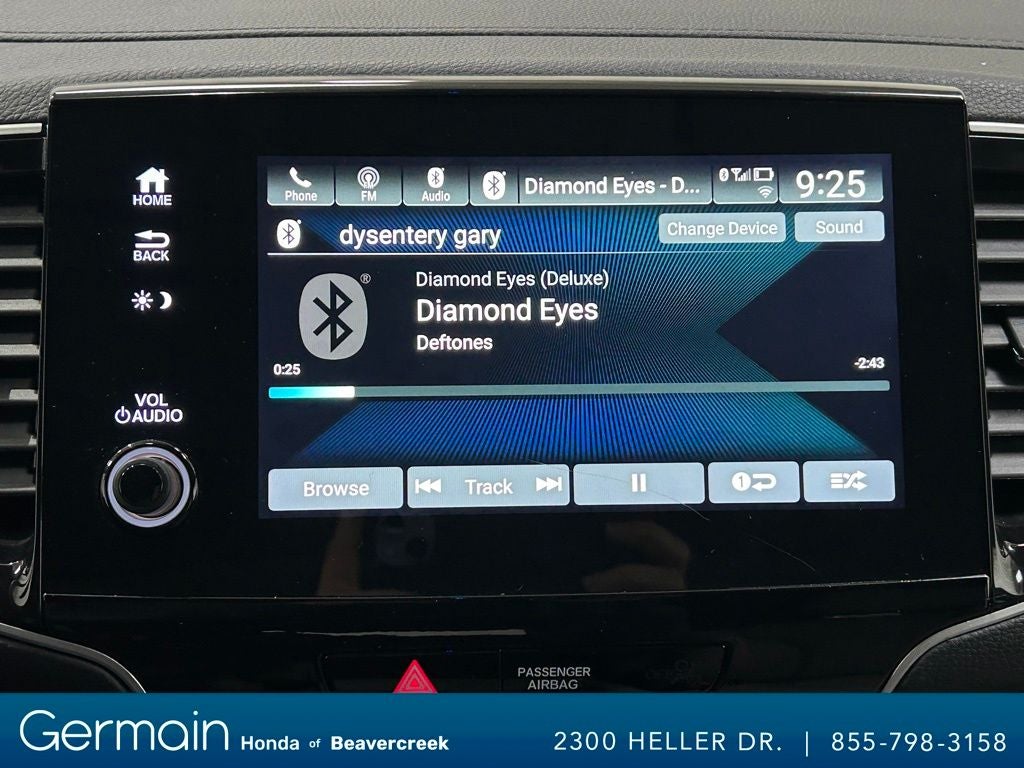 HOME
BACK
VOL
AUDIO
Phone
FM
FM
Audio
Diamond Eyes - D...
9:25
dysentery gary
Change Device
Sound
®
Diamond Eyes (Deluxe)
Diamond Eyes
Deftones
0:25
-2:43
Browse
Track
1
PASSENGER
AIRBAG
Germain Honda of Beavercreek
2300 HELLER DR. | 855-798-3158